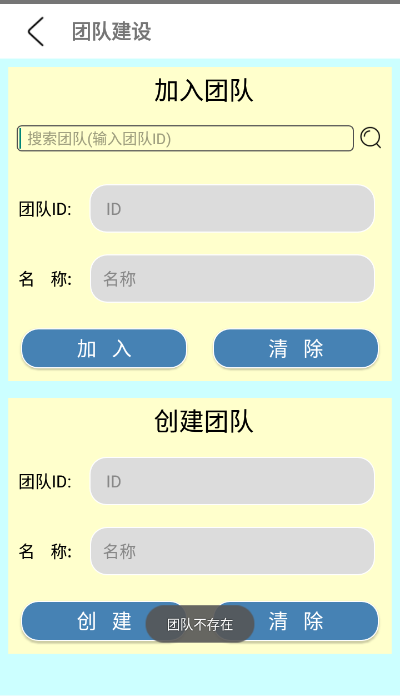 团队建设
加入团队
搜索团队(输入团队ID)
团队ID: ID
名 称: 名称
加 入 清 除
创建团队
团队ID: ID
名 称: 名称
创 建 清 除
团队不存在